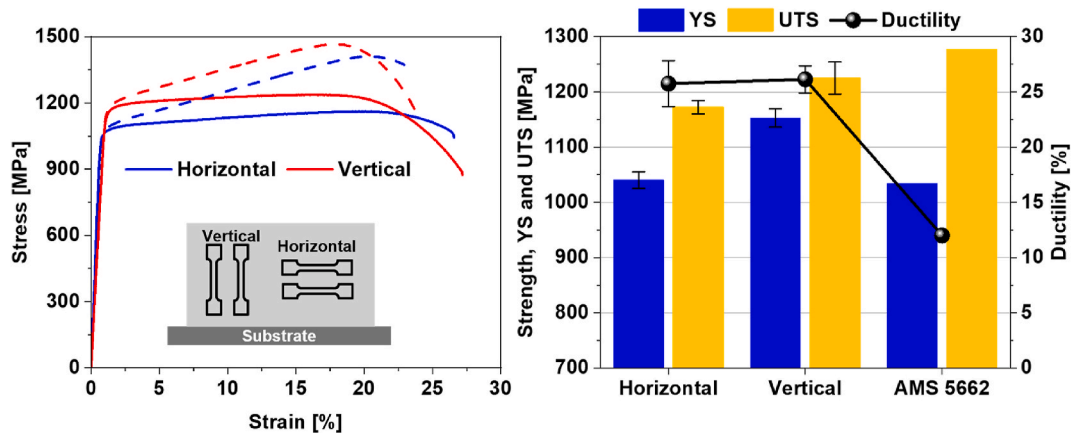 1500
1200
900
600
300
0
Stress [MPa]
Horizontal
Vertical
Vertical
Horizontal
Substrate
0
5
10
15
20
25
30
Strain [%]
YS
UTS
Ductility
1300
1200
1100
1000
900
800
700
Strength, YS and UTS [MPa]
30
25
20
15
10
5
0
Ductility [%]
Horizontal
Vertical
AMS 5662